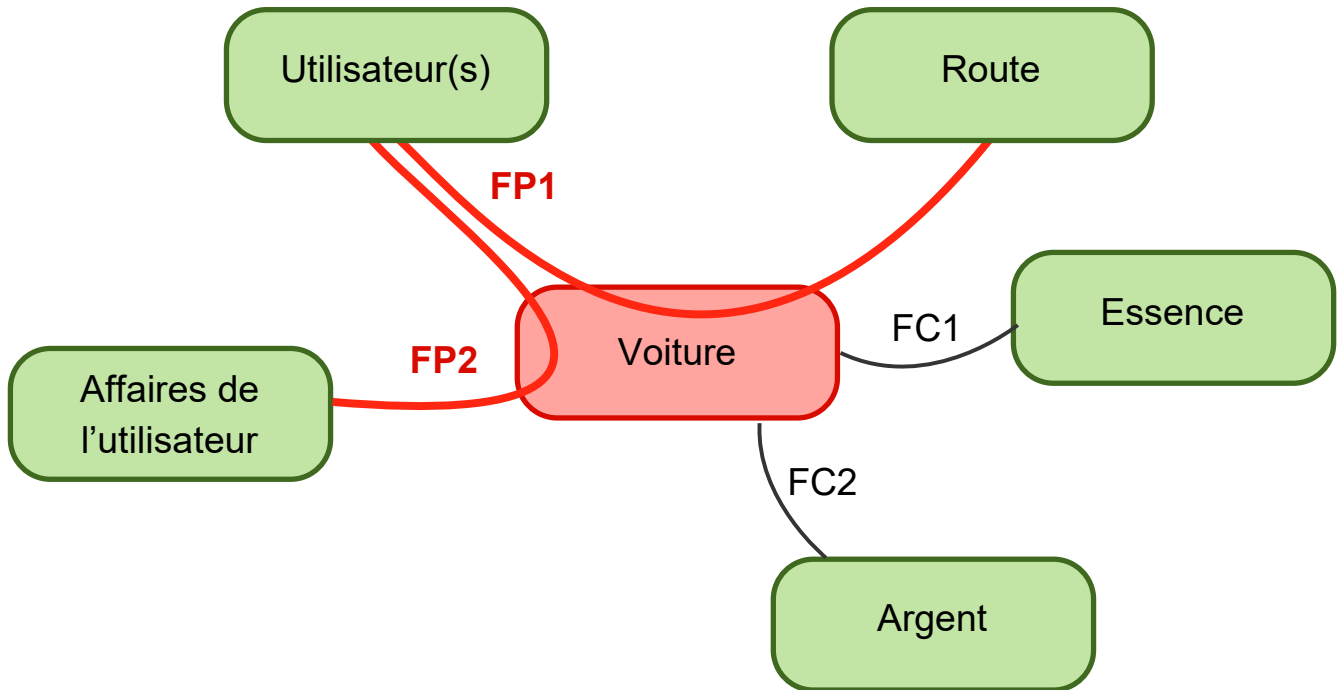 Utilisateur(s)
Route
FP1
Essence
FC1
Voiture
FP2
Affaires de
l’utilisateur
FC2
Argent